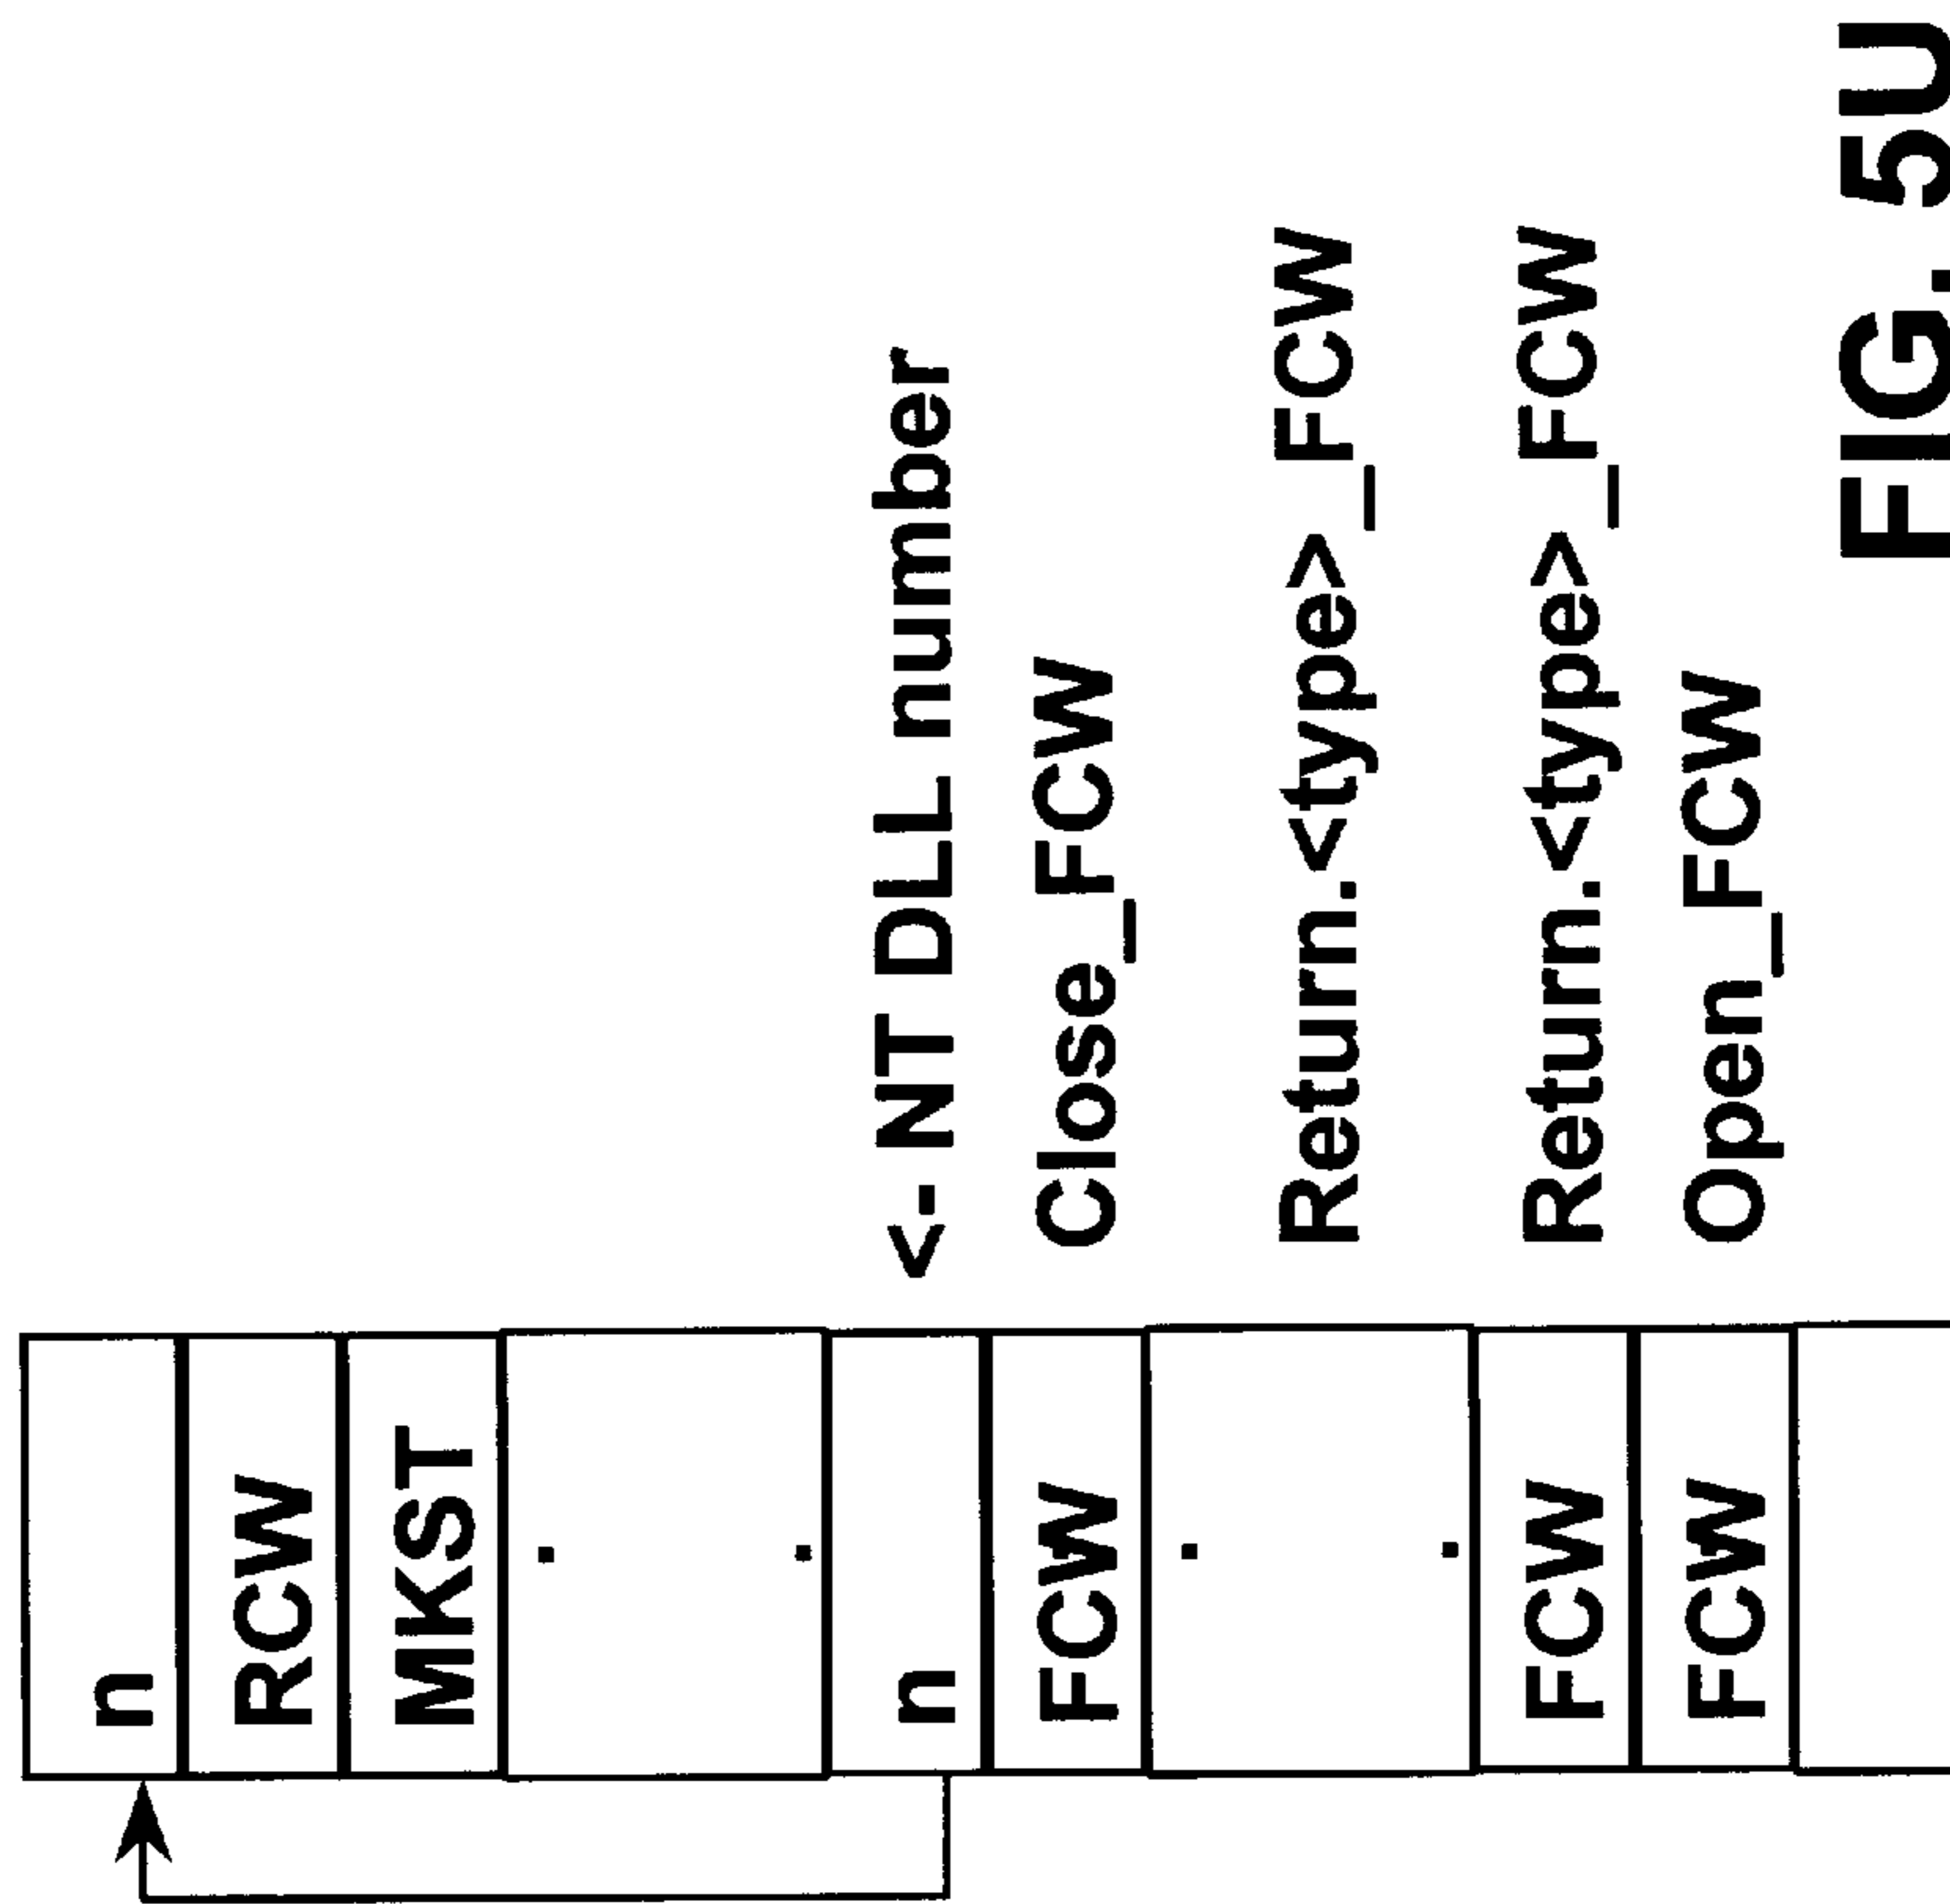 n
RCW
MKST
.
.
n <- NT DLL number
FCW Close_FCW
.
Return.<type>_FCW
.
FCW Return.<type>_FCW
FCW Open_FCW
FIG. 5U